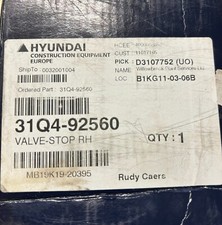 HYUNDAI
CONSTRUCTION EQUIPMENT
EUROPE
ShipTo : 0032001004
PICK : D3107752 (UO)
LOC : B1KG11-03-06B
Ordered Part : 31Q4-92560
31Q4-92560
VALVE-STOP RH
QTY : 1
MB19K19-20395
Rudy Caers